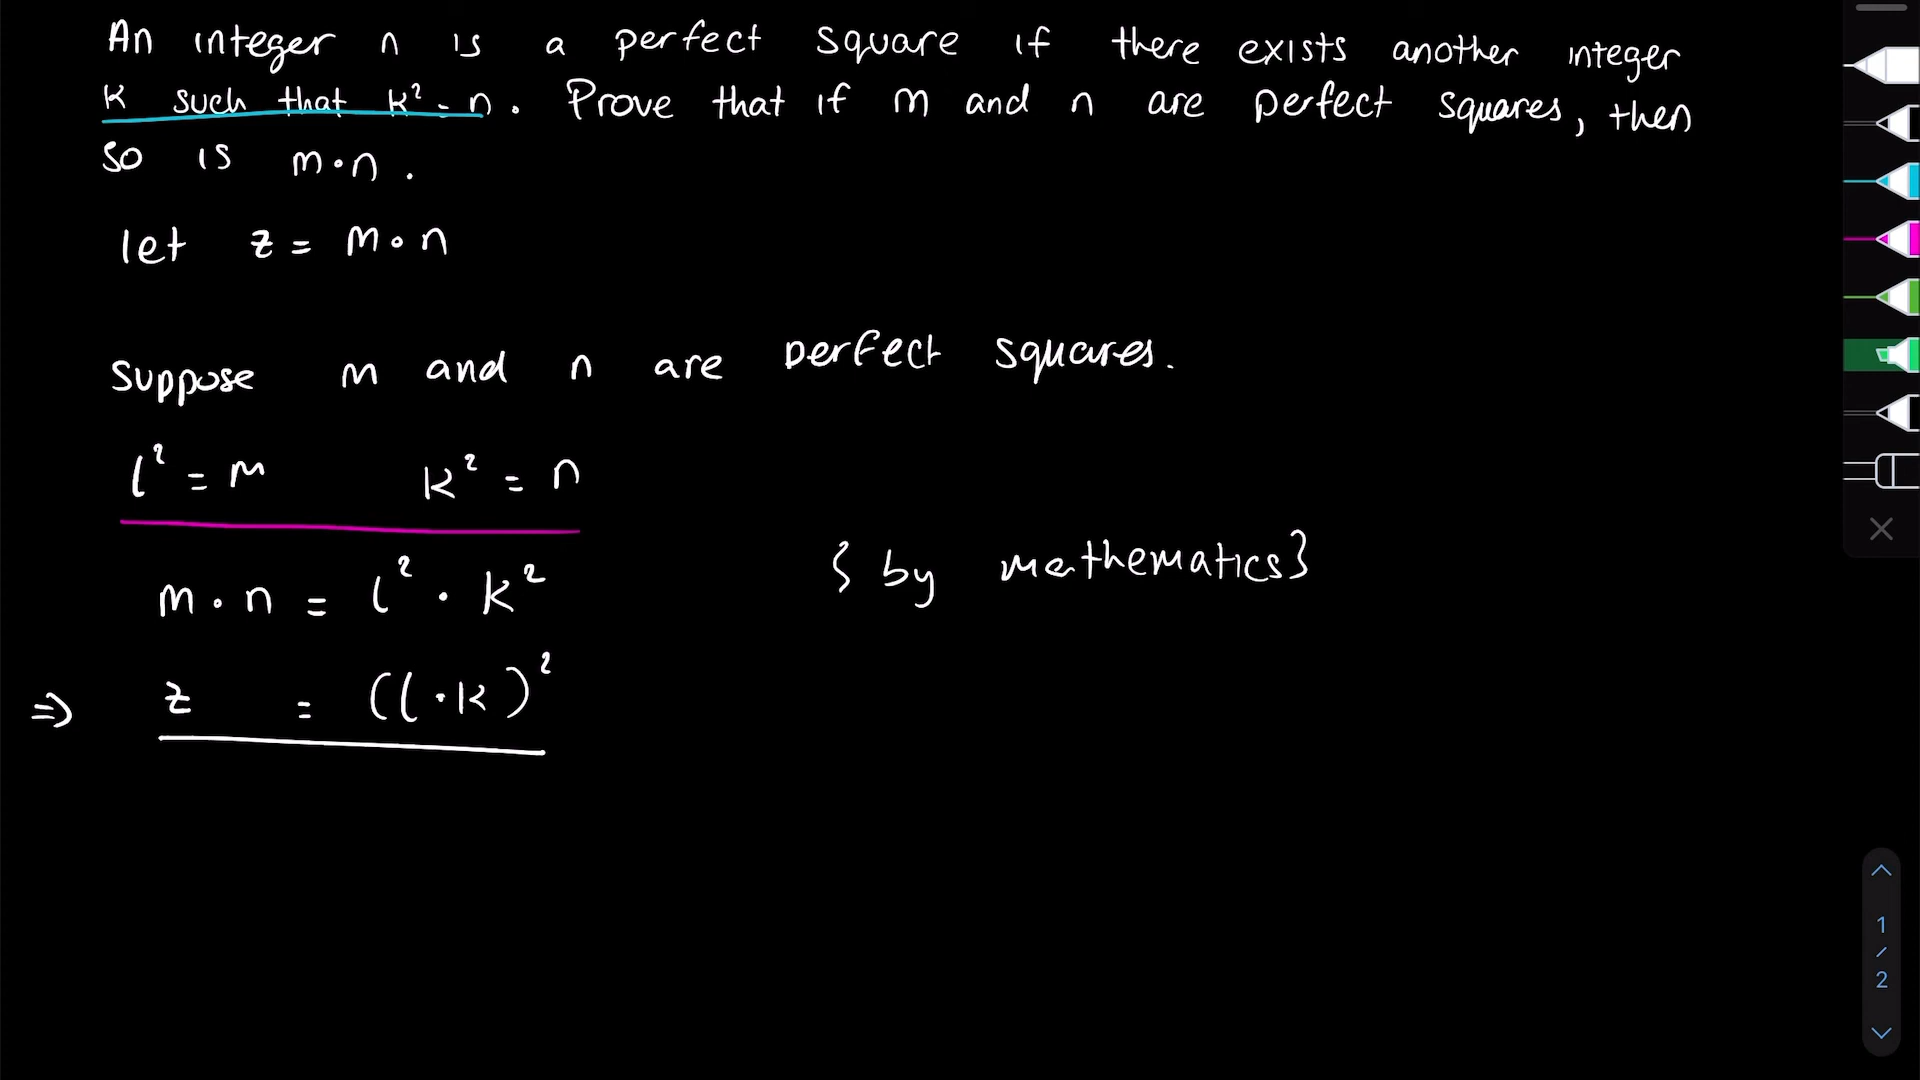 An integer n is a perfect square if there exists another integer
k such that k² = n. Prove that if m and n are perfect squares, then
so is m·n.
let z = m·n
suppose m and n are perfect squares.
l² = m k² = n
m·n = l² · k² {by mathematics}
⇒ z = (l·k)²
1
/
2